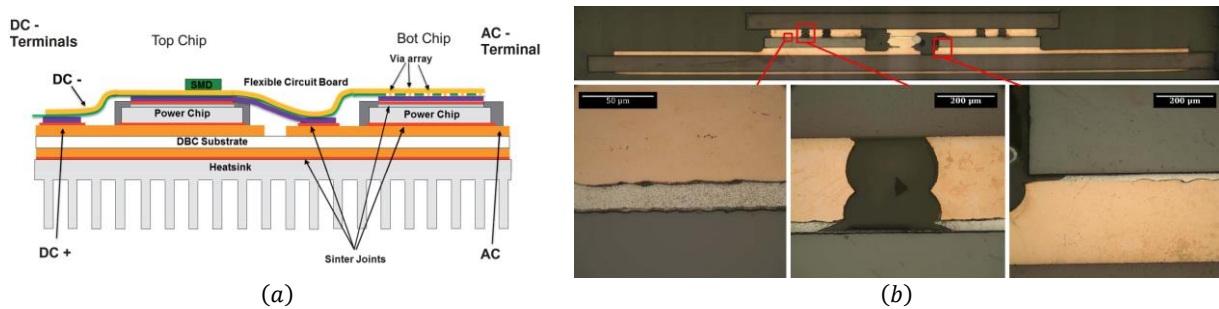 DC -
- Terminals
Top Chip
Bot Chip
AC -
- Terminal
DC -
SMD
Flexible Circuit Board
Via array
Power Chip
Power Chip
DBC Substrate
Heatsink
DC +
Sinter Joints
AC
(a)
50 µm
200 µm
200 µm
(b)